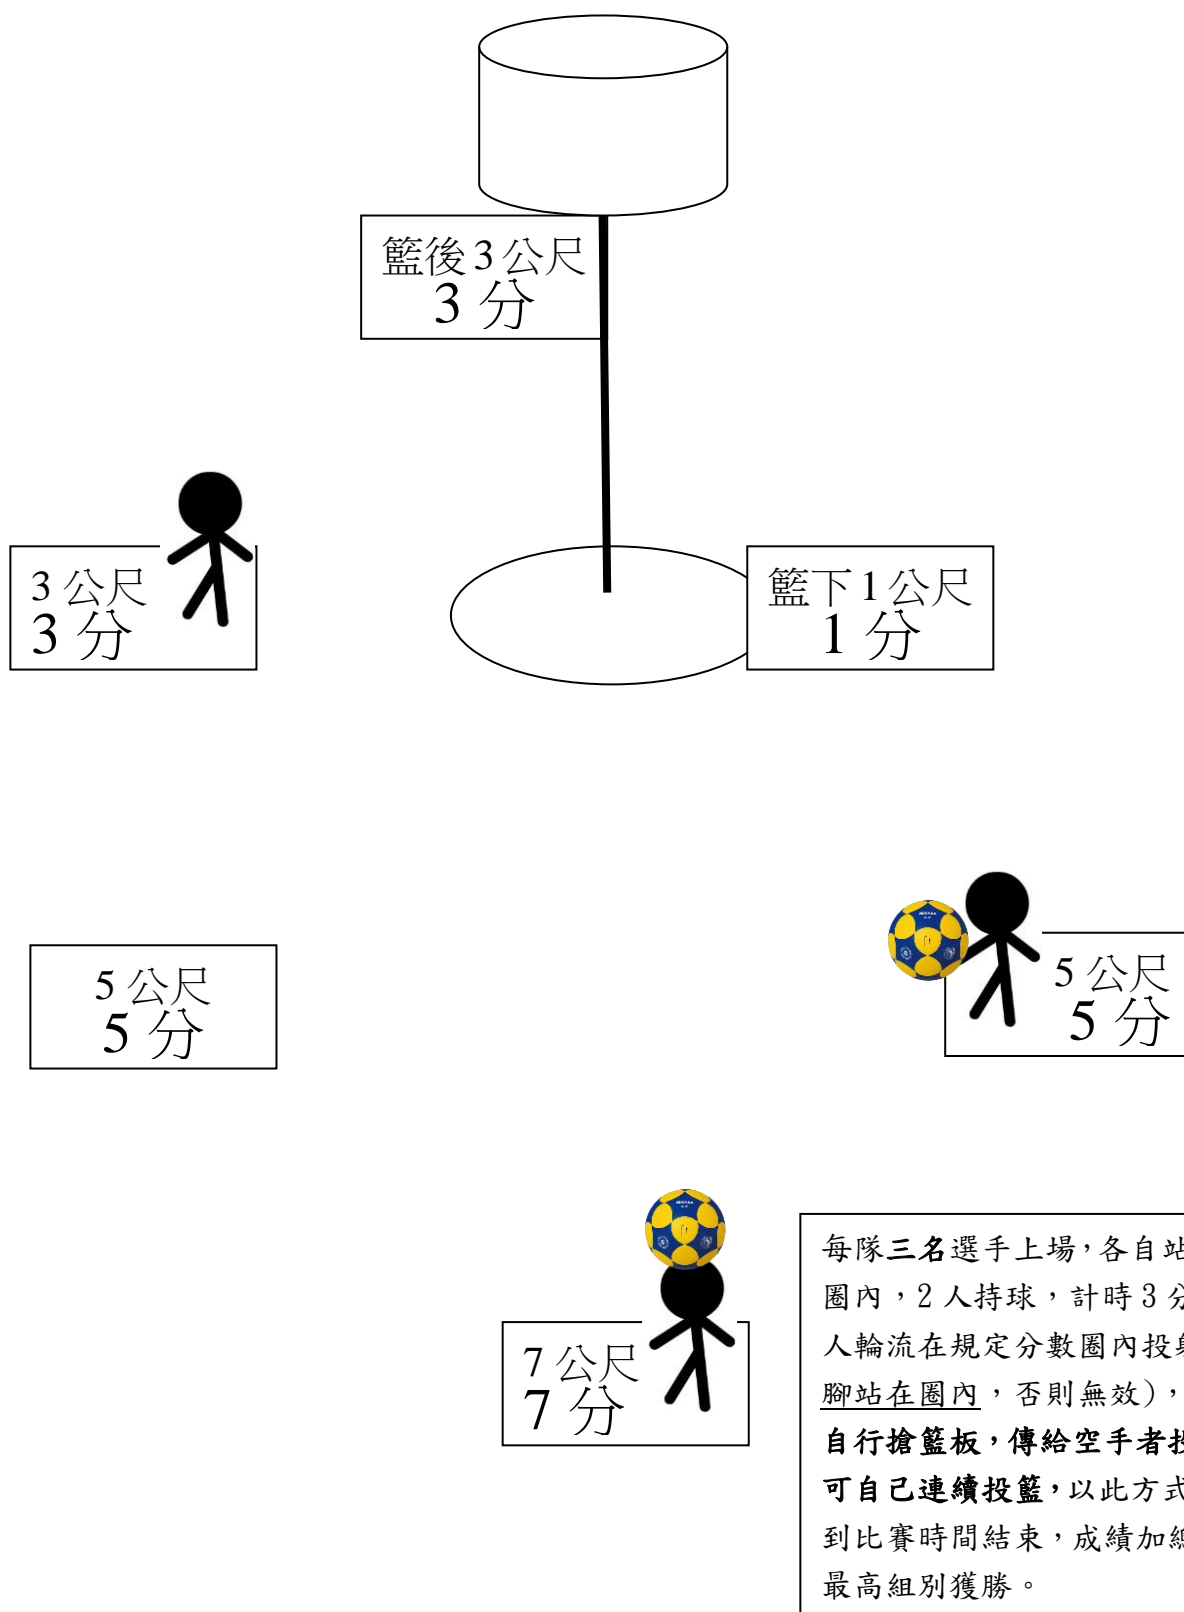 籃後3公尺
3 分
3 公尺
3 分
籃下1公尺
1 分
5 公尺
5 分
5 公尺
5 分
7 公尺
7 分
每隊三名選手上場，各自站
圈內，2人持球，計時3分
人輪流在規定分數圈內投射
腳站在圈內，否則無效），
自行搶籃板，傳給空手者投
可自己連續投籃，以此方式
到比賽時間結束，成績加總
最高組別獲勝。